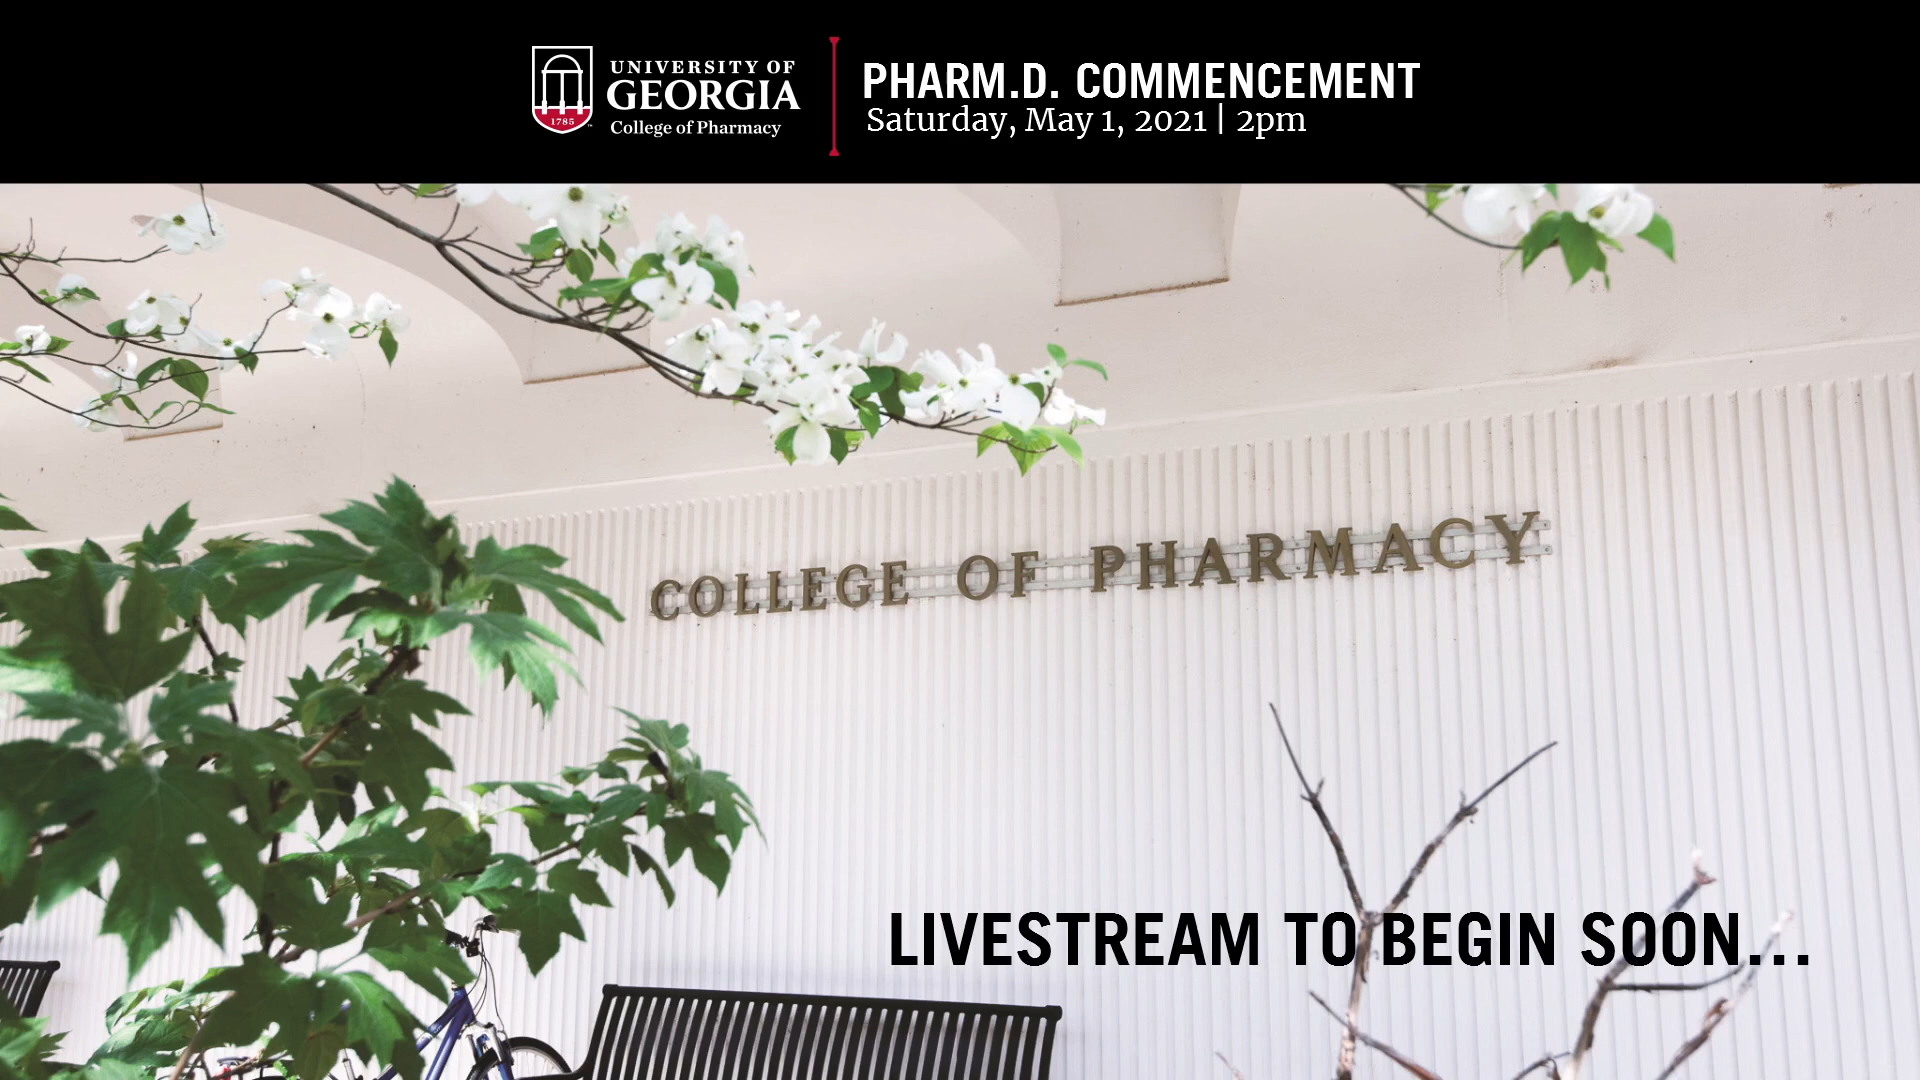 UNIVERSITY OF
GEORGIA
1785
College of Pharmacy
PHARM.D. COMMENCEMENT
Saturday, May 1, 2021 | 2pm
COLLEGE OF PHARMACY
LIVESTREAM TO BEGIN SOON...